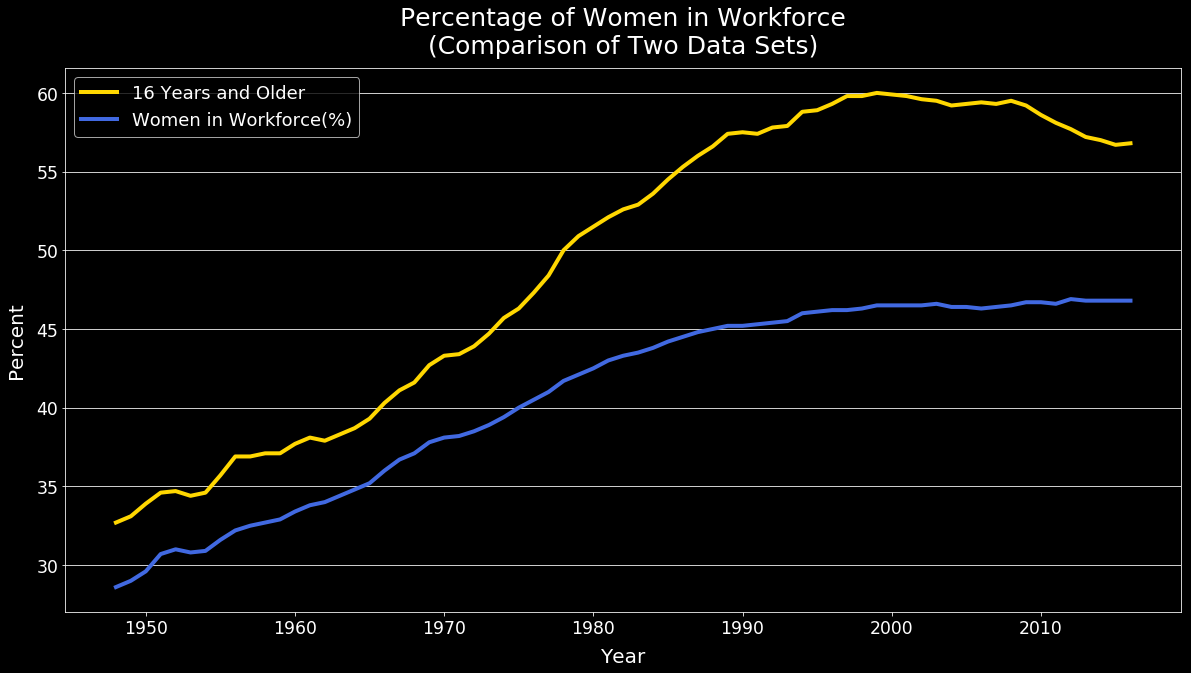 Percentage of Women in Workforce
(Comparison of Two Data Sets)
16 Years and Older
Women in Workforce(%)
60
55
50
45
40
35
30
Percent
1950 1960 1970 1980 1990 2000 2010
Year